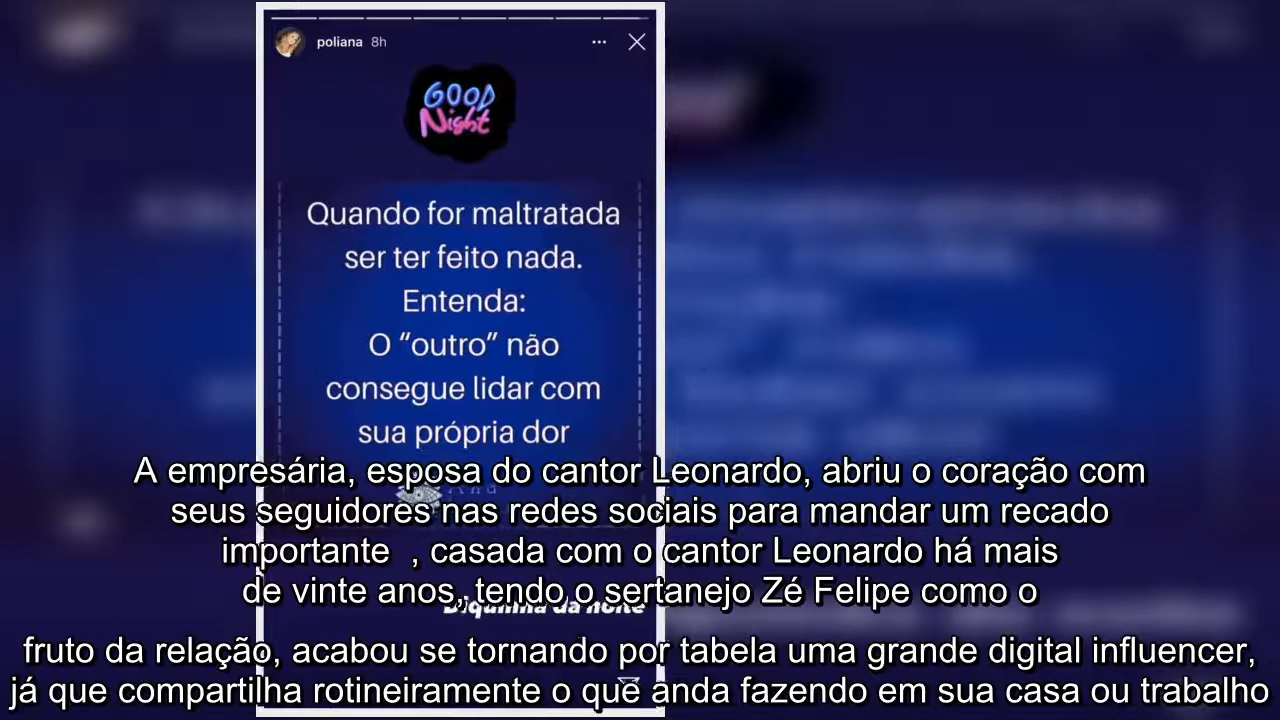 poliana 8h
GOOD
Night
Quando for maltratada
ser ter feito nada.
Entenda:
O “outro” não
consegue lidar com
sua própria dor
A empresária, esposa do cantor Leonardo, abriu o coração com
seus seguidores nas redes sociais para mandar um recado
importante , casada com o cantor Leonardo há mais
de vinte anos, tendo o sertanejo Zé Felipe como o
da noite
fruto da relação, acabou se tornando por tabela uma grande digital influencer,
já que compartilha rotineiramente o que anda fazendo em sua casa ou trabalho